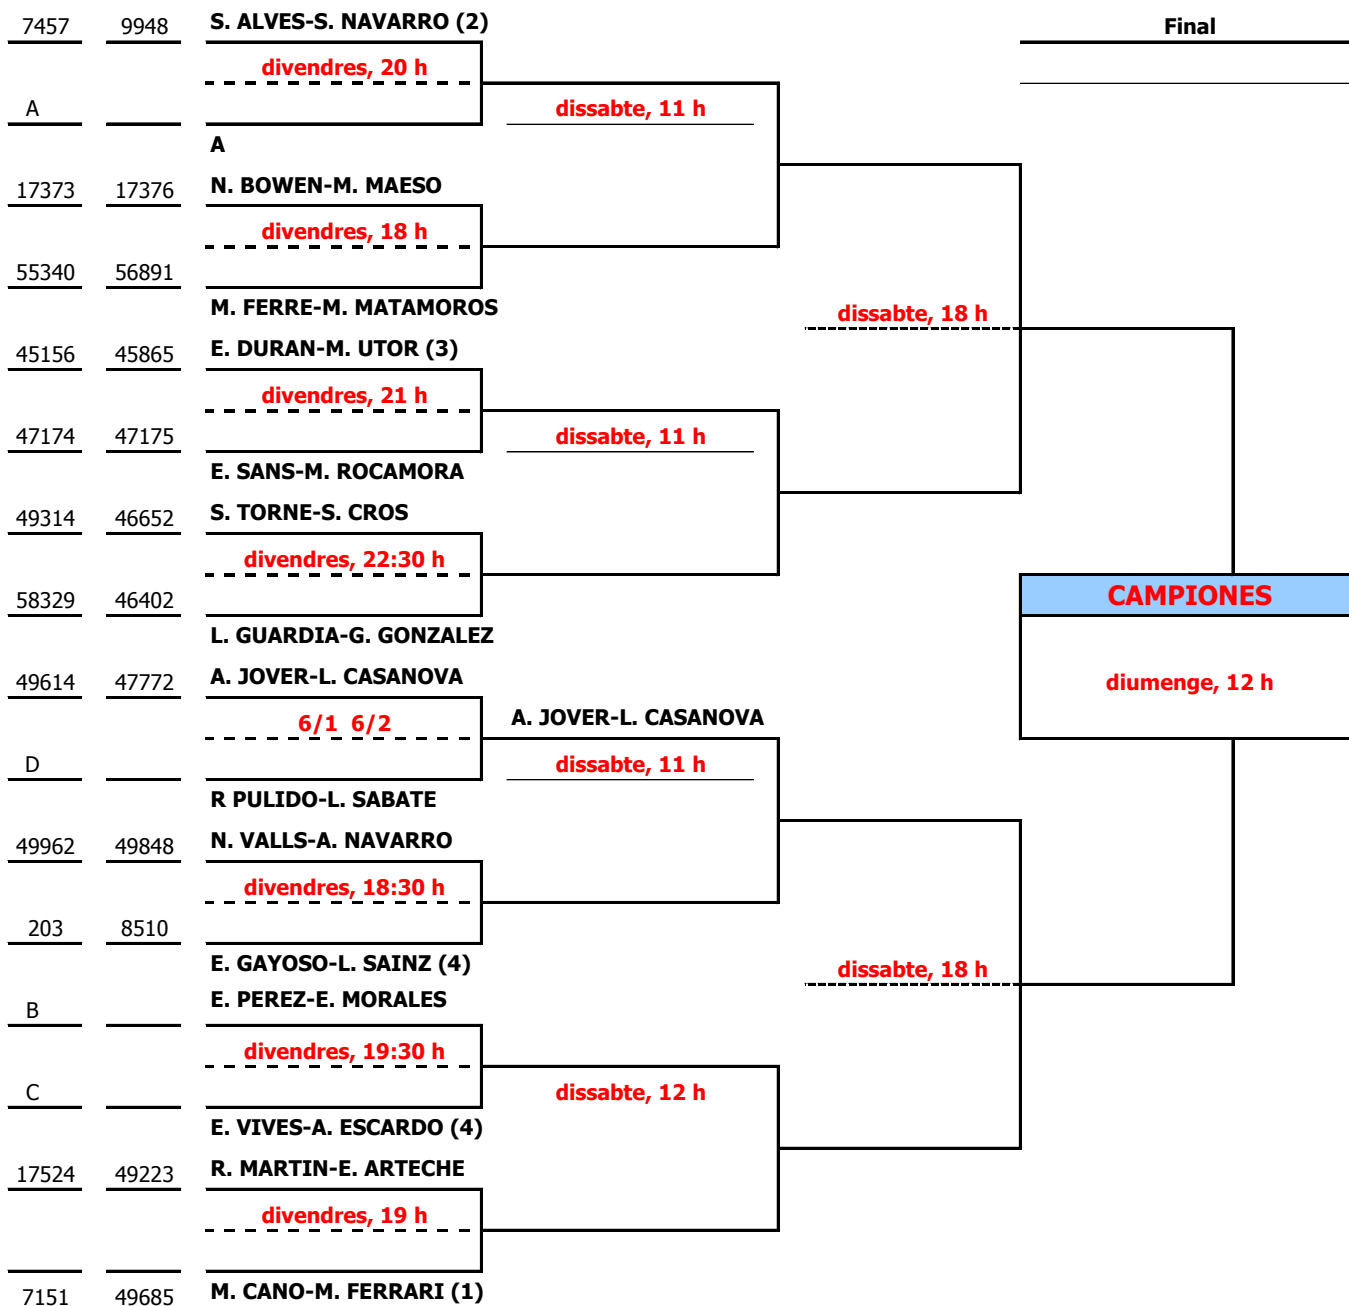 7457 9948 S. ALVES-S. NAVARRO (2) Final
divendres, 20 h
A dissabte, 11 h
A
17373 17376 N. BOWEN-M. MAESO
divendres, 18 h
55340 56891
M. FERRE-M. MATAMOROS dissabte, 18 h
45156 45865 E. DURAN-M. UTOR (3)
divendres, 21 h
47174 47175 dissabte, 11 h
E. SANS-M. ROCAMORA
49314 46652 S. TORNE-S. CROS
divendres, 22:30 h
58329 46402 CAMPIONES
L. GUARDIA-G. GONZALEZ
49614 47772 A. JOVER-L. CASANOVA diumenge, 12 h
6/1 6/2 A. JOVER-L. CASANOVA
D dissabte, 11 h
R PULIDO-L. SABATE
49962 49848 N. VALLS-A. NAVARRO
divendres, 18:30 h
203 8510
E. GAYOSO-L. SAINZ (4) dissabte, 18 h
B E. PEREZ-E. MORALES
divendres, 19:30 h
C dissabte, 12 h
E. VIVES-A. ESCARDO (4)
17524 49223 R. MARTIN-E. ARTECHE
divendres, 19 h
7151 49685 M. CANO-M. FERRARI (1)